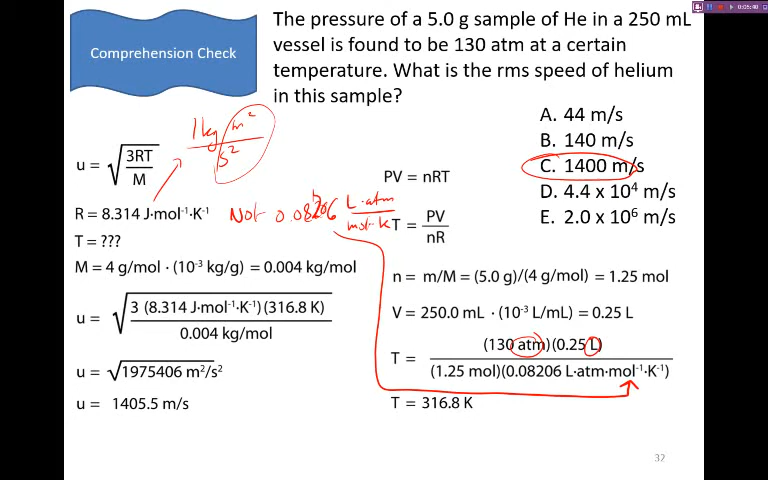 00:05:40
Comprehension Check
The pressure of a 5.0 g sample of He in a 250 mL
vessel is found to be 130 atm at a certain
temperature. What is the rms speed of helium
in this sample?
A. 44 m/s
B. 140 m/s
C. 1400 m/s
D. 4.4 x 10⁴ m/s
E. 2.0 x 10⁶ m/s
1 kg m²
s²
u = √3RT
M
R = 8.314 J·mol⁻¹·K⁻¹
Not 0.08206 L·atm
mol·K
T = ???
M = 4 g/mol · (10⁻³ kg/g) = 0.004 kg/mol
u = √3 (8.314 J·mol⁻¹·K⁻¹)(316.8 K)
0.004 kg/mol
u = √1975406 m²/s²
u = 1405.5 m/s
PV = nRT
T = PV
nR
n = m/M = (5.0 g)/(4 g/mol) = 1.25 mol
V = 250.0 mL · (10⁻³ L/mL) = 0.25 L
T = (130 atm)(0.25 L)
(1.25 mol)(0.08206 L·atm·mol⁻¹·K⁻¹)
T = 316.8 K
32